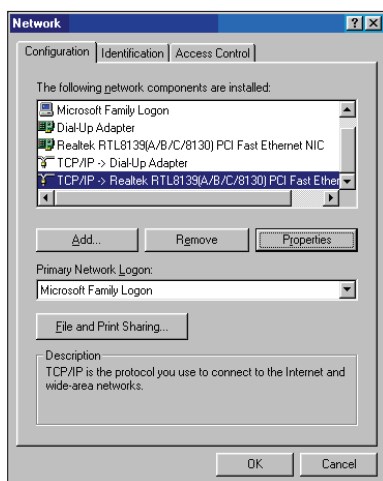 Network
Configuration Identification Access Control
The following network components are installed:
Microsoft Family Logon
Dial-Up Adapter
Realtek RTL8139(A/B/C/8130) PCI Fast Ethernet NIC
TCP/IP -> Dial-Up Adapter
TCP/IP -> Realtek RTL8139(A/B/C/8130) PCI Fast Ether
Add... Remove Properties
Primary Network Logon:
Microsoft Family Logon
File and Print Sharing...
Description
TCP/IP is the protocol you use to connect to the Internet and
wide-area networks.
OK Cancel